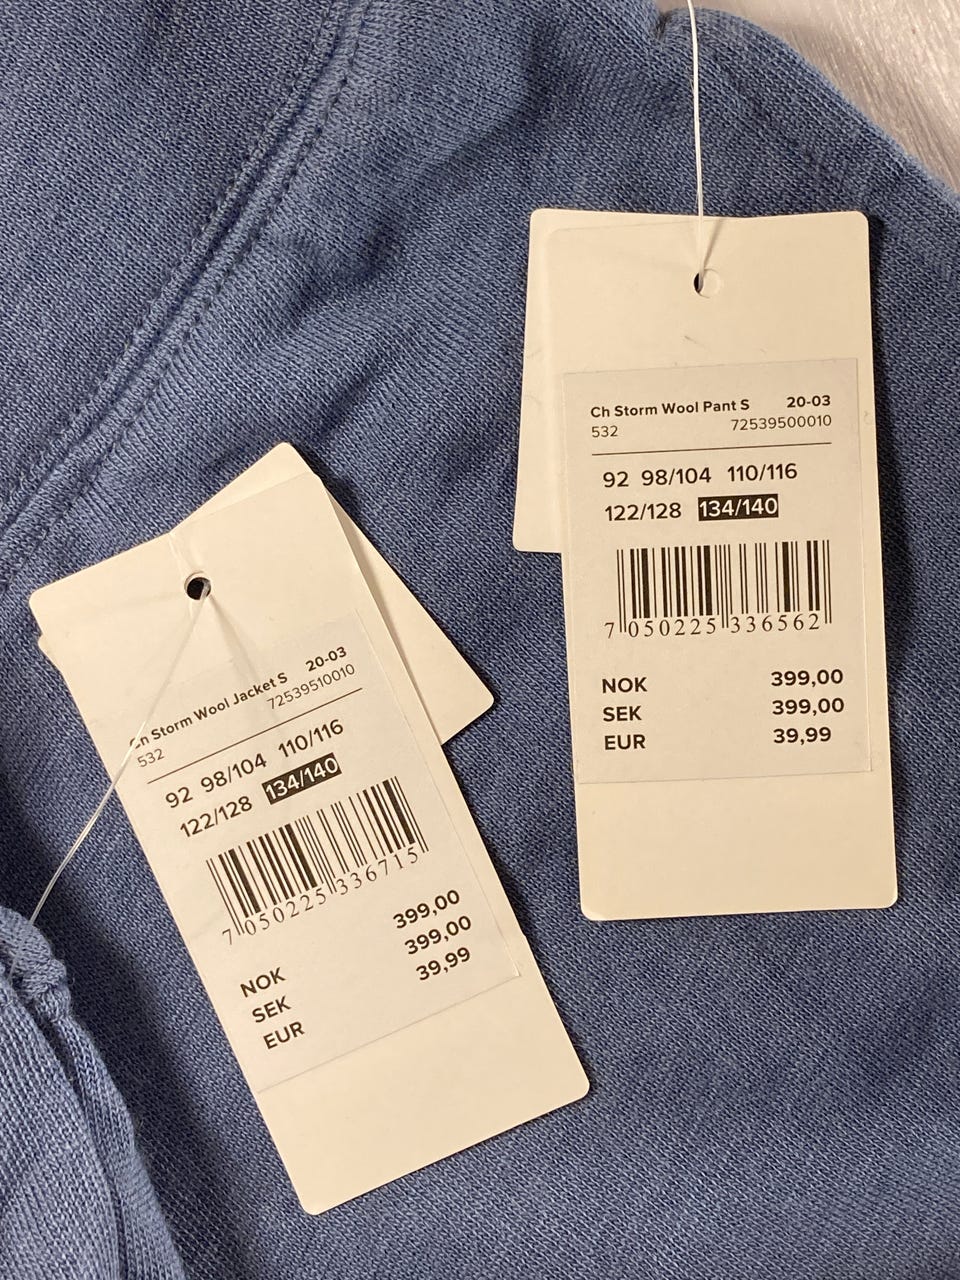 Ch Storm Wool Pant S 20-03
532 72539500010
92 98/104 110/116
122/128 134/140
7 050225 336562
NOK 399,00
SEK 399,00
EUR 39,99
Ch Storm Wool Jacket S 20-03
532 72539510010
92 98/104 110/116
122/128 134/140
7 050225 336715
NOK 399,00
SEK 399,00
EUR 39,99